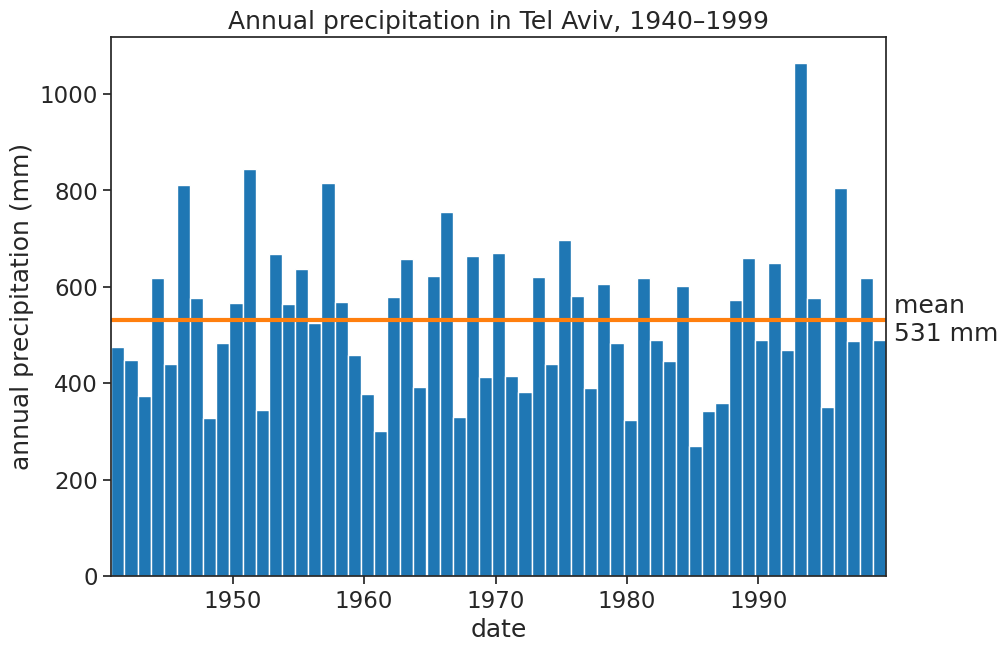 Annual precipitation in Tel Aviv, 1940–1999
annual precipitation (mm)
1000
800
600
400
200
0
mean
531 mm
1950 1960 1970 1980 1990
date